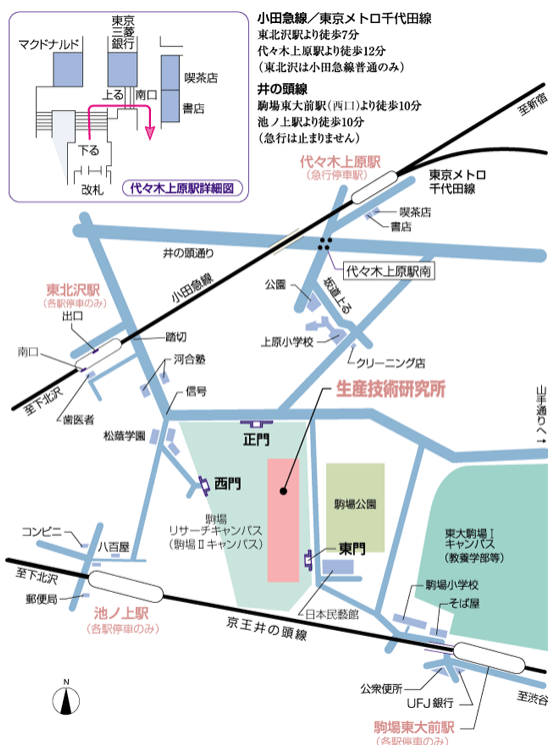 小田急線／東京メトロ千代田線
東北沢駅より徒歩7分
代々木上原駅より徒歩12分
（東北沢は小田急線普通のみ）
井の頭線
駒場東大前駅（西口）より徒歩10分
池ノ上駅より徒歩10分
（急行は止まりません）
マクドナルド
東京
三菱
銀行
上る
南口
喫茶店
書店
下る
改札
代々木上原駅詳細図
至新宿
代々木上原駅
（急行停車駅）
東京メトロ
千代田線
喫茶店
書店
井の頭通り
代々木上原駅南
小田急線
公園
坂道上る
東北沢駅
（各駅停車のみ）
出口
踏切
上原小学校
クリーニング店
南口
河合塾
至下北沢
歯医者
信号
生産技術研究所
山手通りへ→
松蔭学園
正門
西門
駒場
リサーチキャンパス
（駒場Ⅱキャンパス）
駒場公園
東大駒場Ⅰ
キャンパス
（教養学部等）
コンビニ
八百屋
東門
至下北沢
郵便局
駒場小学校
そば屋
池ノ上駅
（各駅停車のみ）
日本民藝館
京王井の頭線
公衆便所
UFJ銀行
至渋谷
駒場東大前駅
（各駅停車のみ）
N